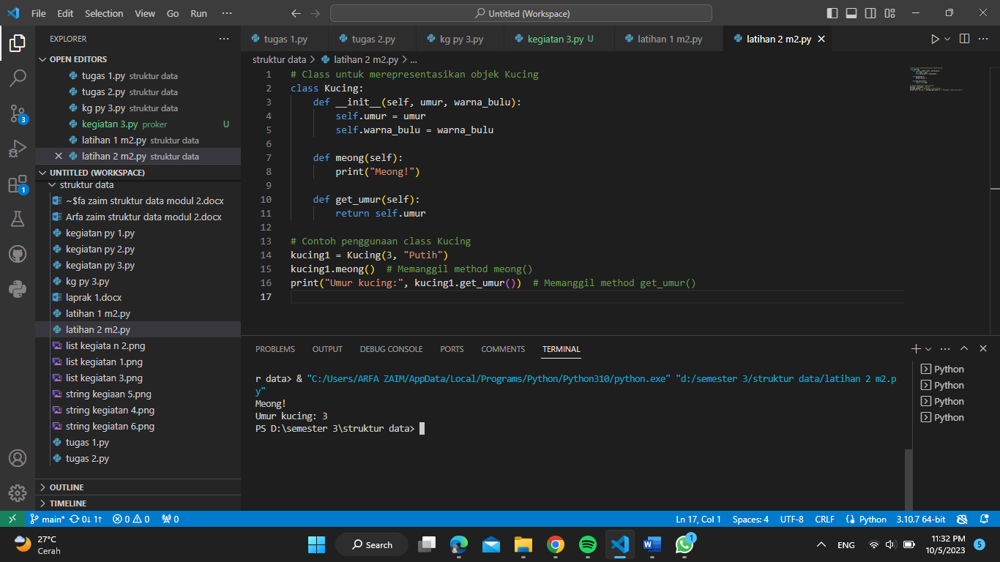 File Edit Selection View Go Run ··· Untitled (Workspace)
EXPLORER ···
OPEN EDITORS
tugas 1.py struktur data
tugas 2.py struktur data
kg py 3.py struktur data
kegiatan 3.py proker U
latihan 1 m2.py struktur data
latihan 2 m2.py struktur data
UNTITLED (WORKSPACE)
struktur data
~$fa zaim struktur data modul 2.docx
Arfa zaim struktur data modul 2.docx
kegiatan py 1.py
kegiatan py 2.py
kegiatan py 3.py
kg py 3.py
laprak 1.docx
latihan 1 m2.py
latihan 2 m2.py
list kegiata n 2.png
list kegiatan 1.png
list kegiatan 3.png
string kegiaan 5.png
string kegiatan 4.png
string kegiatan 6.png
tugas 1.py
tugas 2.py
OUTLINE
TIMELINE
3
1
tugas 1.py tugas 2.py kg py 3.py kegiatan 3.py U latihan 1 m2.py latihan 2 m2.py
struktur data > latihan 2 m2.py > ...
1 # Class untuk merepresentasikan objek Kucing
2 class Kucing:
3     def __init__(self, umur, warna_bulu):
4         self.umur = umur
5         self.warna_bulu = warna_bulu
6
7     def meong(self):
8         print("Meong!")
9
10     def get_umur(self):
11         return self.umur
12
13 # Contoh penggunaan class Kucing
14 kucing1 = Kucing(3, "Putih")
15 kucing1.meong()  # Memanggil method meong()
16 print("Umur kucing:", kucing1.get_umur())  # Memanggil method get_umur()
17
PROBLEMS OUTPUT DEBUG CONSOLE PORTS COMMENTS TERMINAL
r data> & "C:/Users/ARFA ZAIM/AppData/Local/Programs/Python/Python310/python.exe" "d:/semester 3/struktur data/latihan 2 m2.p
y"
Meong!
Umur kucing: 3
PS D:\semester 3\struktur data>
Python
Python
Python
Python
main* 0↓ 1↑ 0 0 0 Ln 17, Col 1 Spaces: 4 UTF-8 CRLF Python 3.10.7 64-bit
27°C
Cerah
Search
1
ENG
11:32 PM
10/5/2023
5